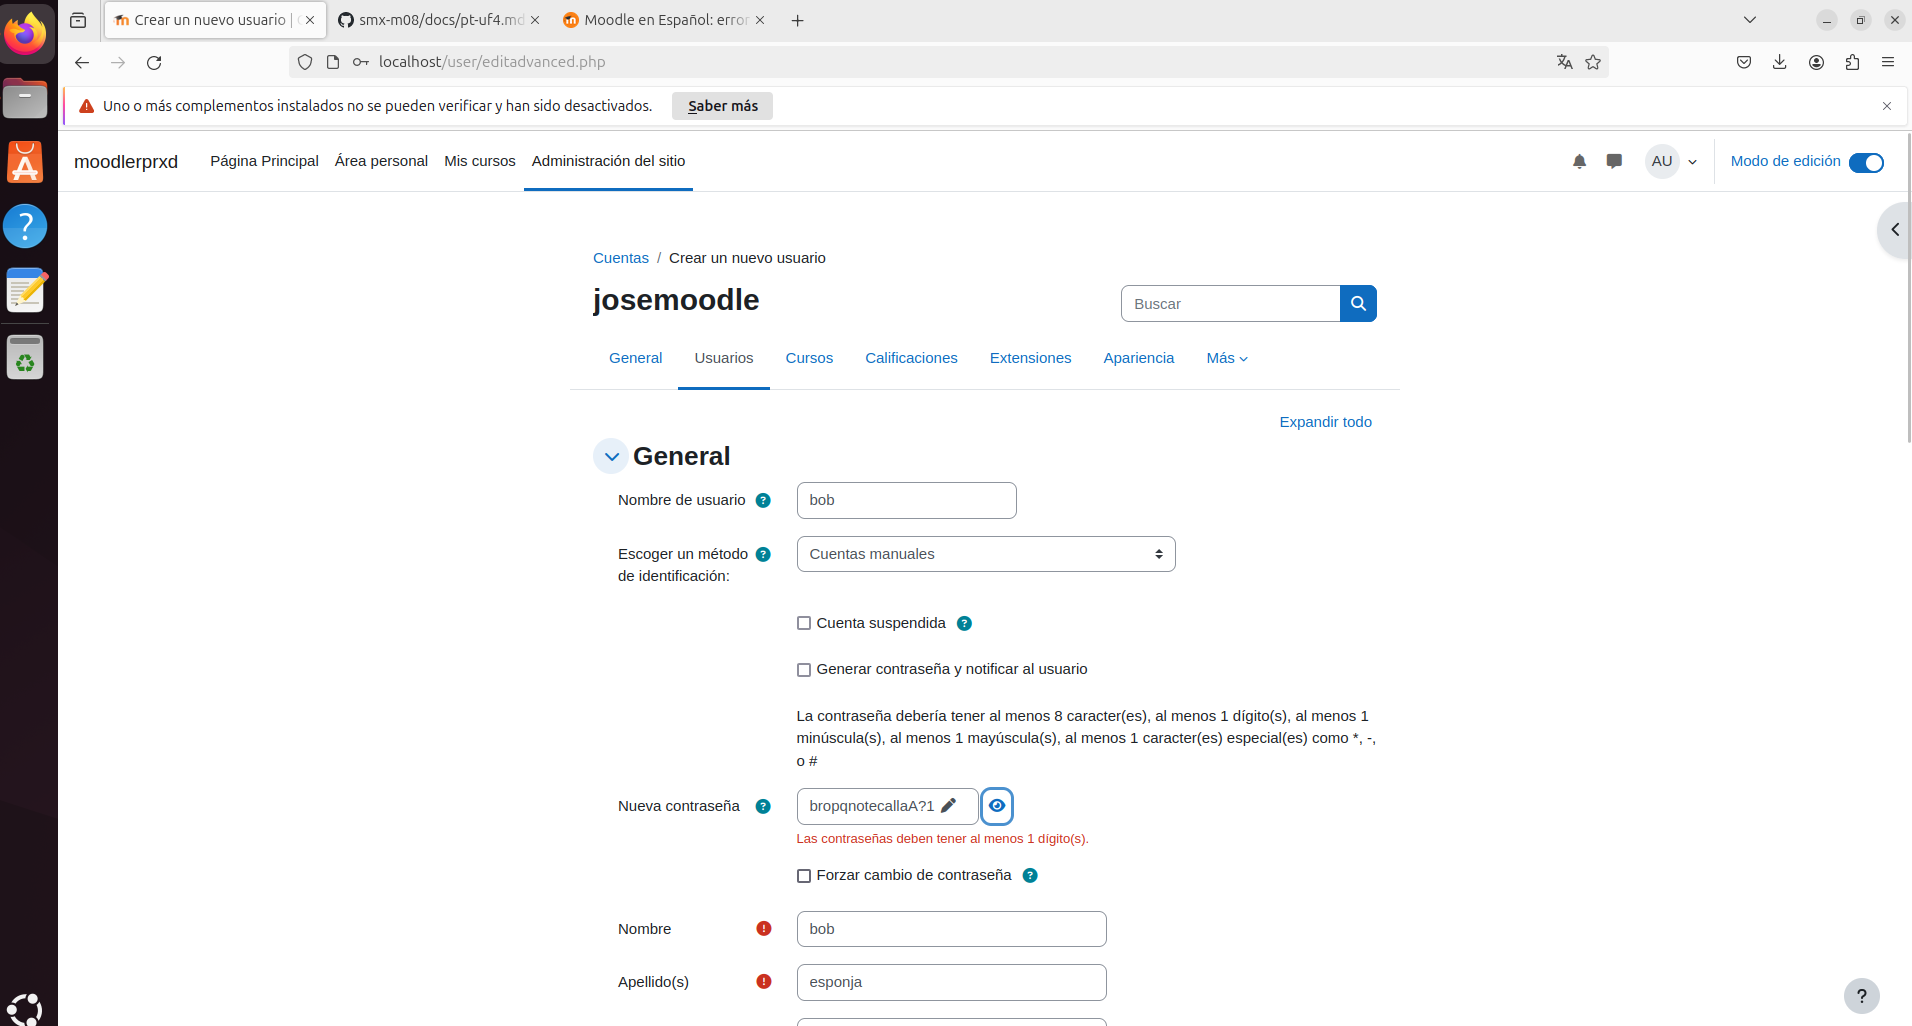 Crear un nuevo usuario |
smx-m08/docs/pt-uf4.md
Moodle en Español: error
localhost/user/editadvanced.php
Uno o más complementos instalados no se pueden verificar y han sido desactivados.
Saber más
moodlerprxd
Página Principal
Área personal
Mis cursos
Administración del sitio
AU
Modo de edición
Cuentas / Crear un nuevo usuario
josemoodle
Buscar
General
Usuarios
Cursos
Calificaciones
Extensiones
Apariencia
Más
Expandir todo
General
Nombre de usuario
bob
Escoger un método
de identificación:
Cuentas manuales
Cuenta suspendida
Generar contraseña y notificar al usuario
La contraseña debería tener al menos 8 caracter(es), al menos 1 dígito(s), al menos 1
minúscula(s), al menos 1 mayúscula(s), al menos 1 caracter(es) especial(es) como *, -,
o #
Nueva contraseña
bropqnotecallaA?1
Las contraseñas deben tener al menos 1 dígito(s).
Forzar cambio de contraseña
Nombre
bob
Apellido(s)
esponja